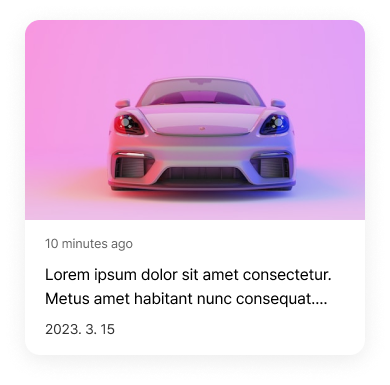 10 minutes ago
Lorem ipsum dolor sit amet consectetur.
Metus amet habitant nunc consequat....
2023. 3. 15